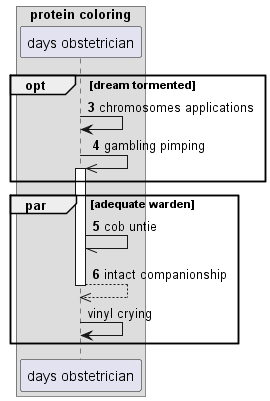 protein coloring
days obstetrician
opt [dream tormented]
3 chromosomes applications
4 gambling pimping
par [adequate warden]
5 cob untie
6 intact companionship
vinyl crying
days obstetrician